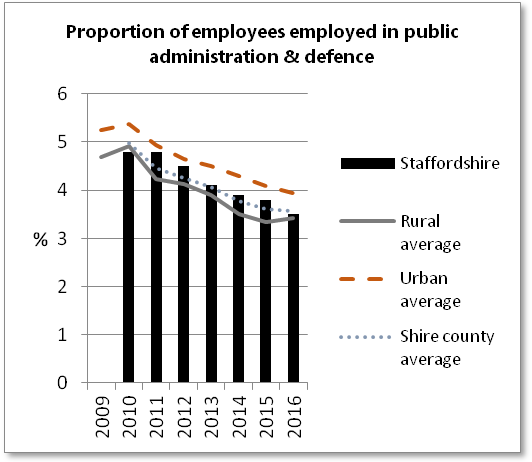 Proportion of employees employed in public
administration & defence
6
5
4
3
2
1
0
%
2009
2010
2011
2012
2013
2014
2015
2016
Staffordshire
Rural
average
Urban
average
Shire county
average